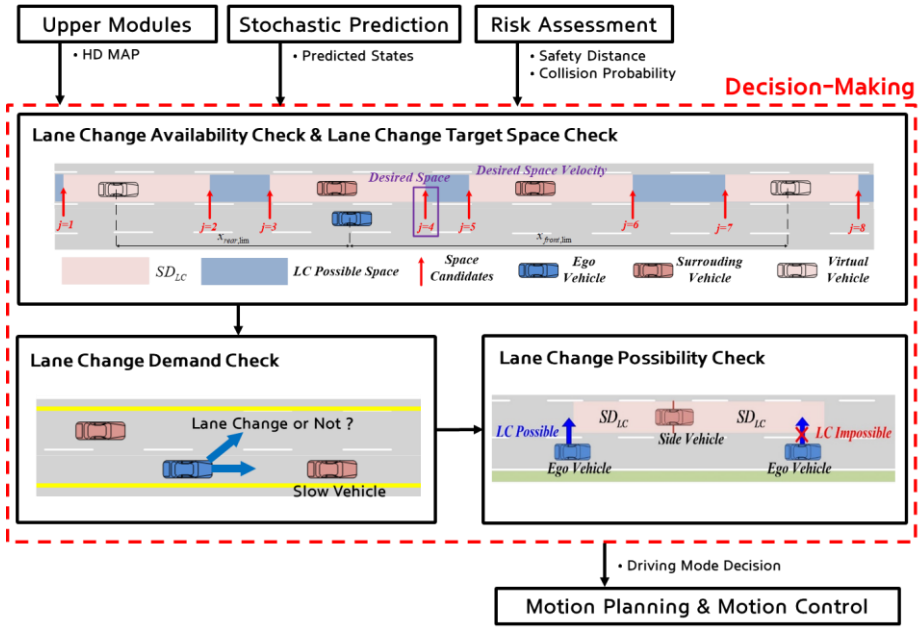 Upper Modules
Stochastic Prediction
Risk Assessment
• HD MAP
• Predicted States
• Safety Distance
• Collision Probability
Decision-Making
Lane Change Availability Check & Lane Change Target Space Check
Desired Space
Desired Space Velocity
j=1
j=2
j=3
j=4
j=5
j=6
j=7
j=8
x_rear,lim
x_front,lim
SD_LC
LC Possible Space
Space Candidates
Ego Vehicle
Surrouding Vehicle
Virtual Vehicle
Lane Change Demand Check
Lane Change or Not ?
Slow Vehicle
Lane Change Possibility Check
LC Possible
SD_LC
SD_LC
Side Vehicle
LC Impossible
Ego Vehicle
Ego Vehicle
• Driving Mode Decision
Motion Planning & Motion Control